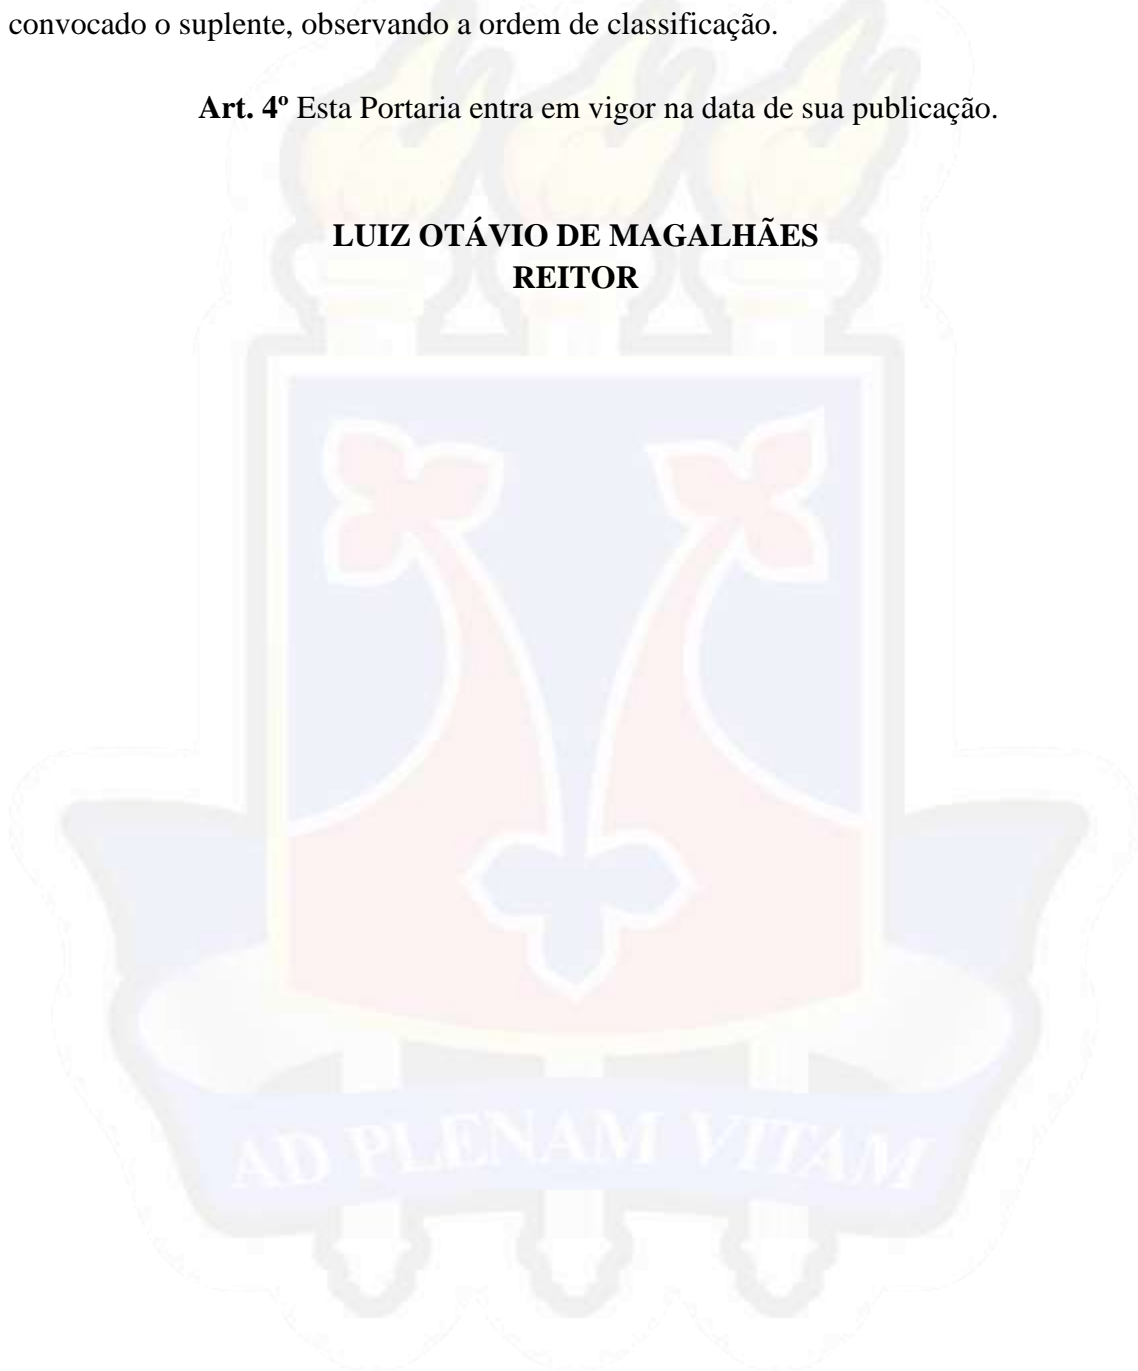 convocado o suplente, observando a ordem de classificação.
Art. 4º Esta Portaria entra em vigor na data de sua publicação.
LUIZ OTÁVIO DE MAGALHÃES
REITOR
AD PLENAM VITAM